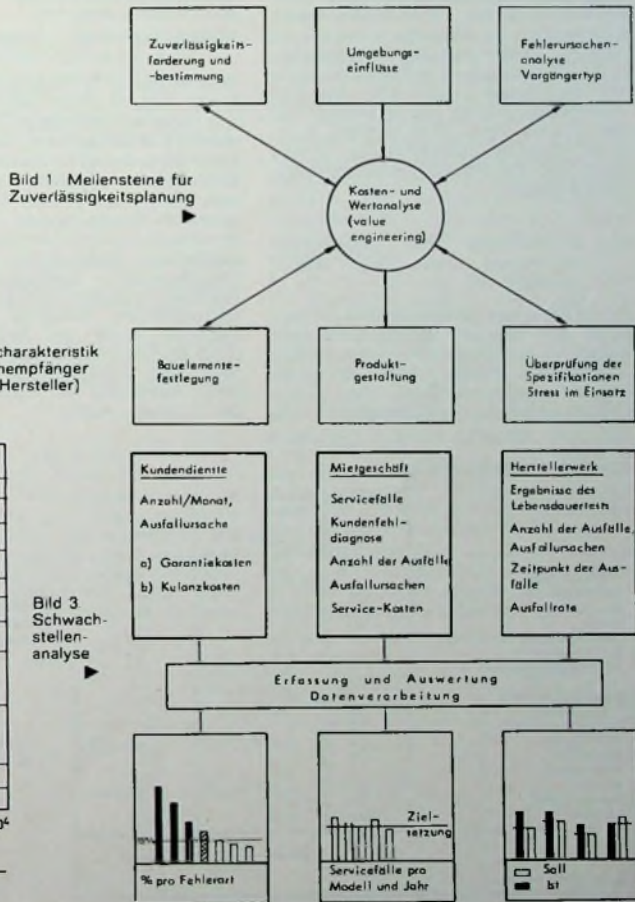 Zuverlässigkeits-
forderung und
-bestimmung
Umgebungs-
einflüsse
Fehlerursachen-
analyse
Vorgängertyp
Bild 1. Meilensteine für
Zuverlässigkeitsplanung
Kosten- und
Wertanalyse
(value
engineering)
charakteristik
empfänger
Hersteller)
Bauelemente-
festlegung
Produkt-
gestaltung
Überprüfung der
Spezifikationen
Stress im Einsatz
Kundendienste
Anzahl/Monat,
Ausfallursache
a) Garantiekosten
b) Kulanzkosten
Mietgeschäft
Servicefälle
Kundenfehl-
diagnose
Anzahl der Ausfälle
Ausfallursachen
Service-Kosten
Herstellerwerk
Ergebnisse des
Lebensdauertests
Anzahl der Ausfälle,
Ausfallursachen
Zeitpunkt der Aus-
fälle
Ausfallrate
Bild 3.
Schwach-
stellen-
analyse
Erfassung und Auswertung
Datenverarbeitung
% pro Fehlerart
Ziel-
setzung
Servicefälle pro
Modell und Jahr
Soll
Ist